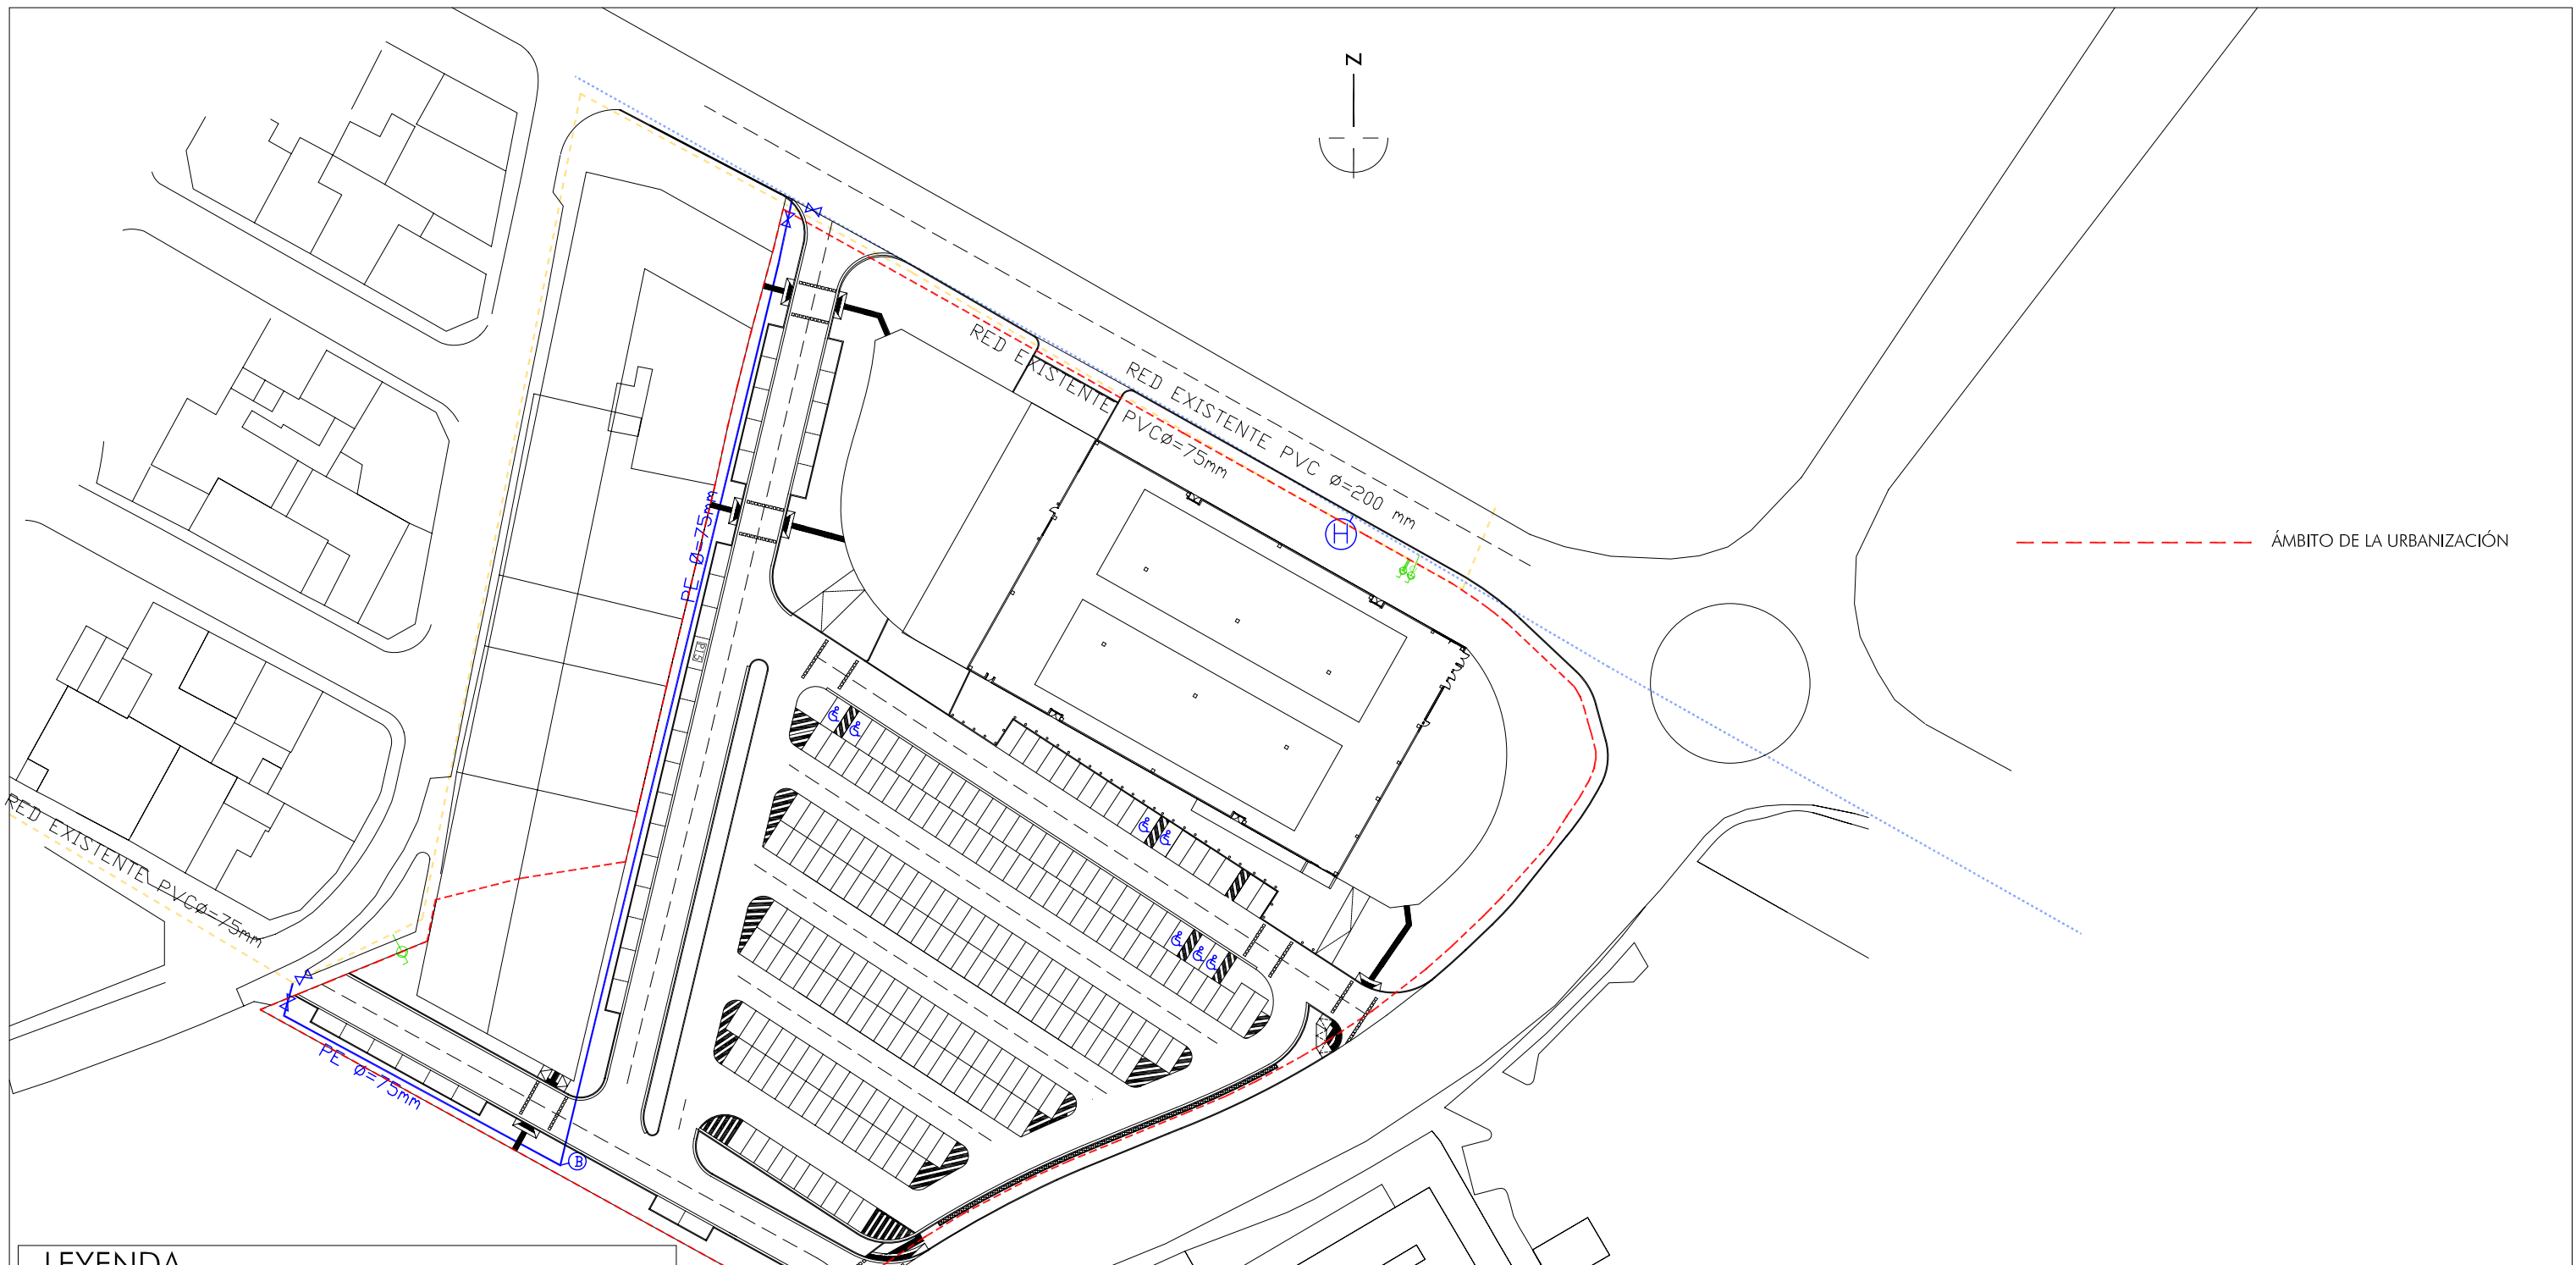 N
RED EXISTENTE PVC Ø=200 mm
RED EXISTENTE PVCØ=75mm
H
ÁMBITO DE LA URBANIZACIÓN
PE Ø=75mm
RED EXISTENTE PVCØ=75mm
PE Ø=75mm
B
LEYENDA